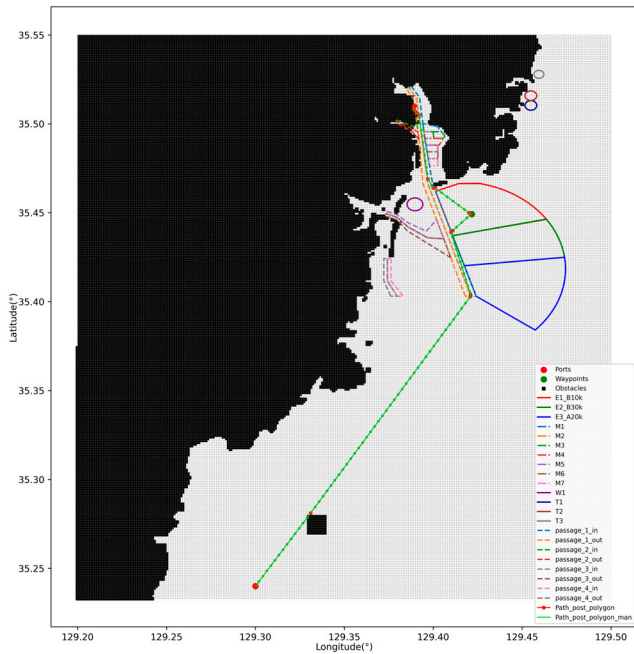 35.55
35.50
35.45
35.40
35.35
35.30
35.25
Latitude(°)
129.20
129.25
129.30
129.35
129.40
129.45
129.50
Longitude(°)
Ports
Waypoints
Obstacles
E1_B10k
E2_B30k
E3_A20k
M1
M2
M3
M4
M5
M6
M7
W1
T1
T2
T3
passage_1_in
passage_1_out
passage_2_in
passage_2_out
passage_3_in
passage_3_out
passage_4_in
passage_4_out
Path_post_polygon
Path_post_polygon_man